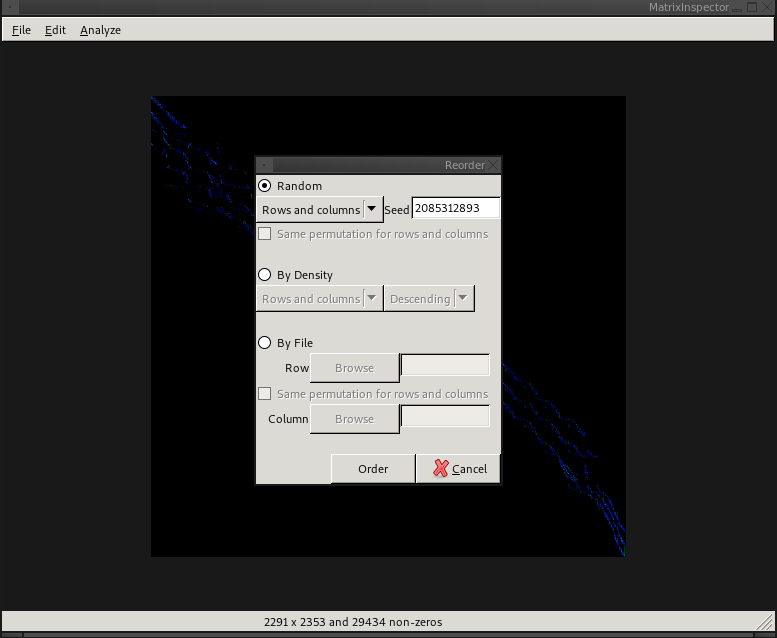 MatrixInspector
File Edit Analyze
Reorder
Random
Rows and columns Seed 2085312893
Same permutation for rows and columns
By Density
Rows and columns Descending
By File
Row Browse
Same permutation for rows and columns
Column Browse
Order Cancel
2291 x 2353 and 29434 non-zeros